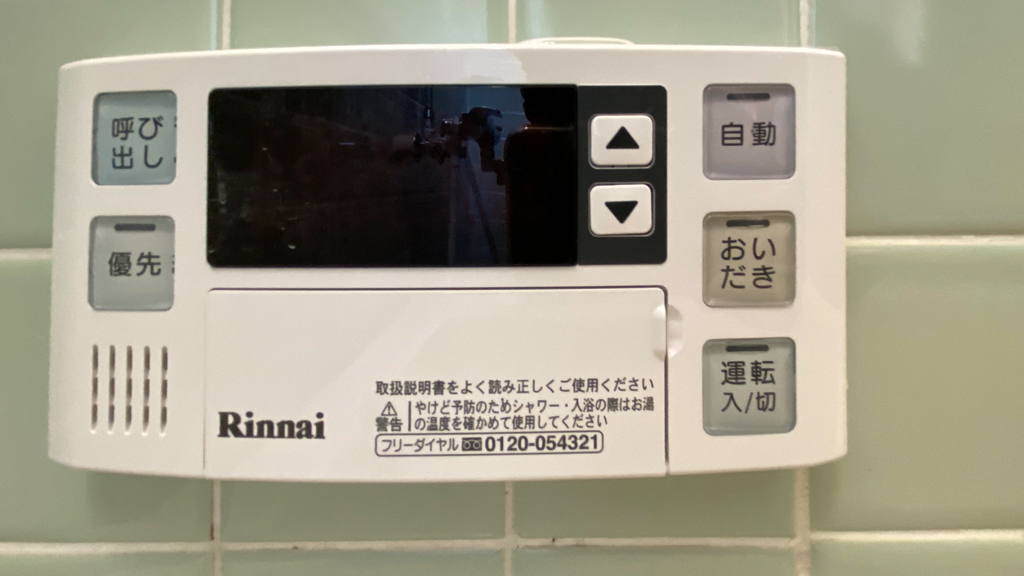 呼び
出し
優先
▲
▼
自動
おい
だき
運転
入/切
Rinnai
取扱説明書をよく読み正しくご使用ください
⚠警告 やけど予防のためシャワー・入浴の際はお湯
の温度を確かめて使用してください
フリーダイヤル 0120-054321